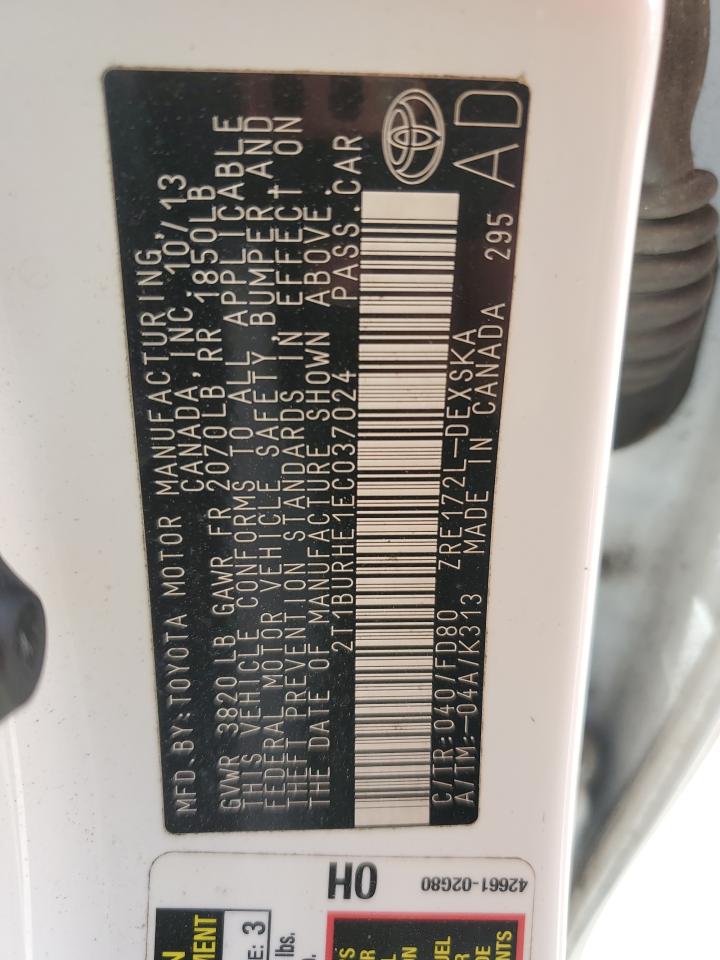 MFD.BY:TOYOTA MOTOR MANUFACTURING,
CANADA, INC. 10/13
GVWR 3820 LB GAWR FR 2070LB RR 1850LB
THIS VEHICLE CONFORMS TO ALL APPLICABLE
FEDERAL MOTOR VEHICLE SAFETY, BUMPER AND
THEFT PREVENTION STANDARDS IN EFFECT ON
THE DATE OF MANUFACTURE SHOWN ABOVE.
2T1BURHE1EC037024 PASS.CAR
C/TR:040/FD80 ZRE172L-DEXSKA
A/TM:-04A/K313 MADE IN CANADA 295
AD
42661-02G80
OH
3
lbs.